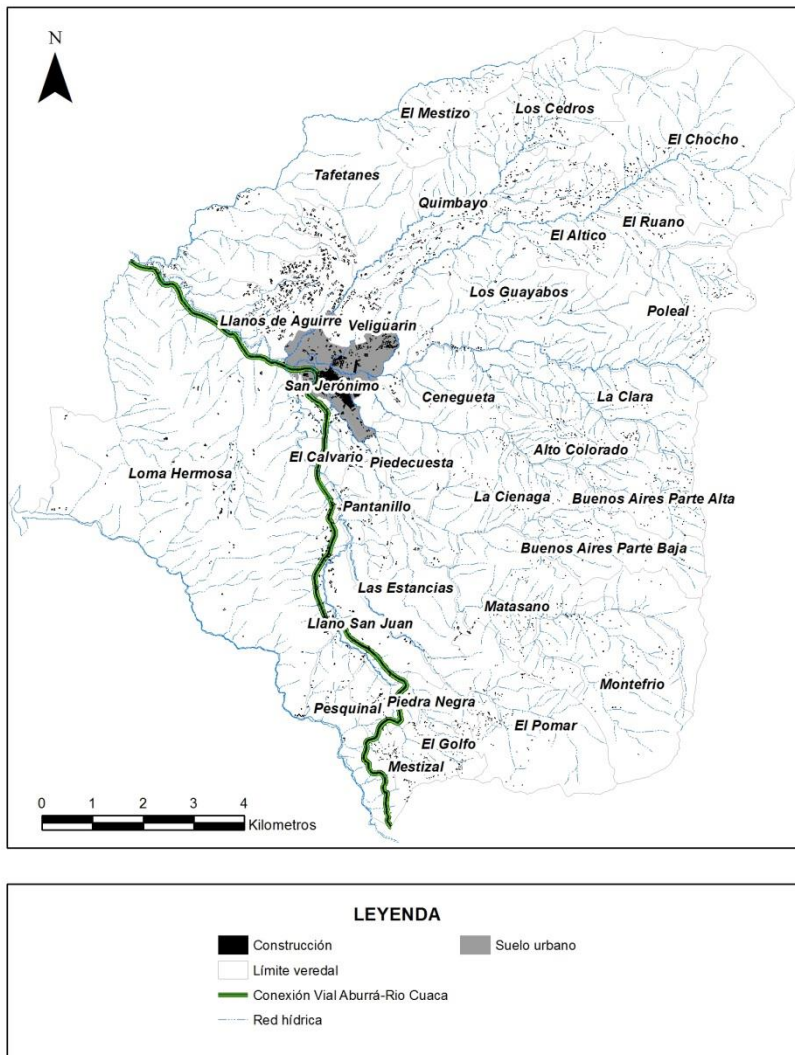 N
El Mestizo
Los Cedros
El Chocho
Tafetanes
Quimbayo
El Ruano
El Altico
Los Guayabos
Poleal
Llanos de Aguirre
Veliguarin
San Jerónimo
Cenegueta
La Clara
Alto Colorado
El Calvario
Piedecuesta
Loma Hermosa
La Cienaga
Buenos Aires Parte Alta
Pantanillo
Buenos Aires Parte Baja
Las Estancias
Matasano
Llano San Juan
Montefrio
Pesquinal
Piedra Negra
El Pomar
El Golfo
Mestizal
0 1 2 3 4
Kilometros
LEYENDA
Construcción
Suelo urbano
Límite veredal
Conexión Vial Aburrá-Rio Cuaca
Red hídrica